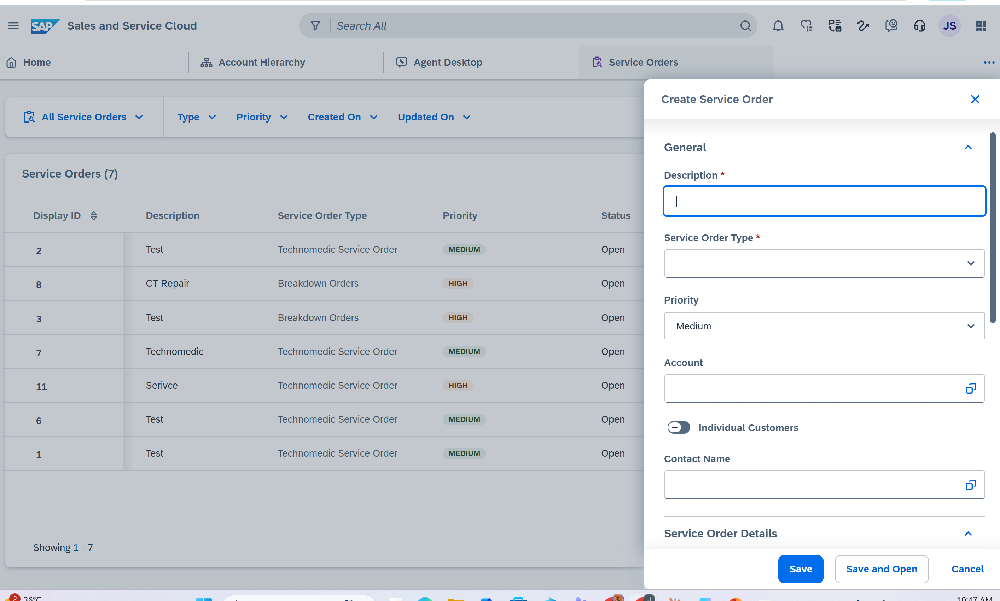 SAP Sales and Service Cloud
Search All
JS
Home
Account Hierarchy
Agent Desktop
Service Orders
All Service Orders
Type
Priority
Created On
Updated On
Service Orders (7)
Display ID Description Service Order Type Priority Status
2 Test Technomedic Service Order MEDIUM Open
8 CT Repair Breakdown Orders HIGH Open
3 Test Breakdown Orders HIGH Open
7 Technomedic Technomedic Service Order MEDIUM Open
11 Serivce Technomedic Service Order HIGH Open
6 Test Technomedic Service Order MEDIUM Open
1 Test Technomedic Service Order MEDIUM Open
Showing 1 - 7
Create Service Order
General
Description *
Service Order Type *
Priority
Medium
Account
Individual Customers
Contact Name
Service Order Details
Save
Save and Open
Cancel
2
36°C
10:47 AM